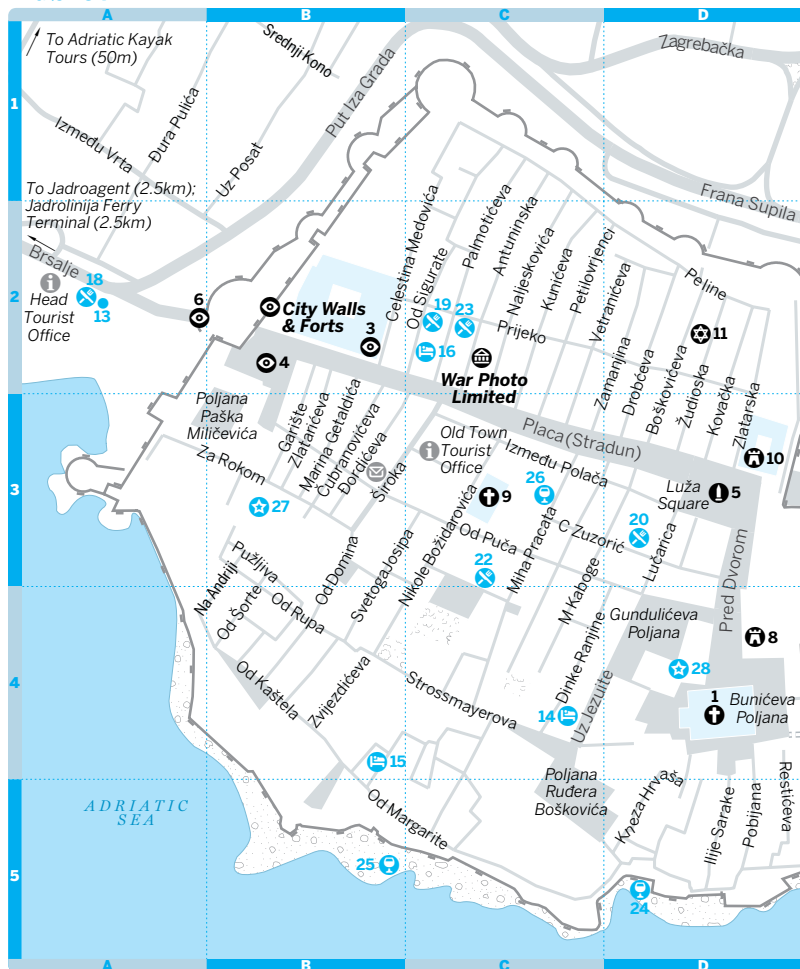 A
B
C
D
1
2
3
4
5
To Adriatic Kayak
Tours (50m)
Srednji Kono
Put Iza Grada
Zagrebačka
Između Vrta
Đura Pulića
Uz Posat
Frana Supila
To Jadroagent (2.5km);
Jadrolinija Ferry
Terminal (2.5km)
Brsalje
18
13
Head
Tourist
Office
6
City Walls
& Forts
3
4
Celestina Medovića
Od Sigurate
Palmotićeva
Antuninska
Naljeskovića
Kunićeva
Petilovrijenci
Vetranićeva
Peline
19
23
Prijeko
16
War Photo
Limited
11
Zamanjina
Drobćeva
Boškovićeva
Žudioska
Kovačka
Zlatarska
Poljana
Paška
Miličevića
Garište
Zlatarićeva
Marina Getaldića
Čubranovićeva
Đordićeva
Široka
Placa (Stradun)
Old Town
Tourist
Office
Između Polača
Za Rokom
27
26
9
10
Luža
Square
5
20
C Zuzorić
Lučarica
Od Puča
22
Nikole Božidarovića
Miha Pracata
M Kaboge
Pred Dvorom
Pužljiva
Na Andriji
Od Šorte
Od Rupa
Od Domina
Svetoga Josipa
Gundulićeva
Poljana
8
28
1
Bunićeva
Poljana
Od Kaštela
Zvijezdićeva
Strossmayerova
Dinke Ranjine
Uz Jezuite
14
15
Poljana
Ruđera
Boškovića
Kneza Hrvaša
Ilije Sarake
Pobijana
Restićeva
Od Margarite
ADRIATIC
SEA
25
24
A
B
C
D